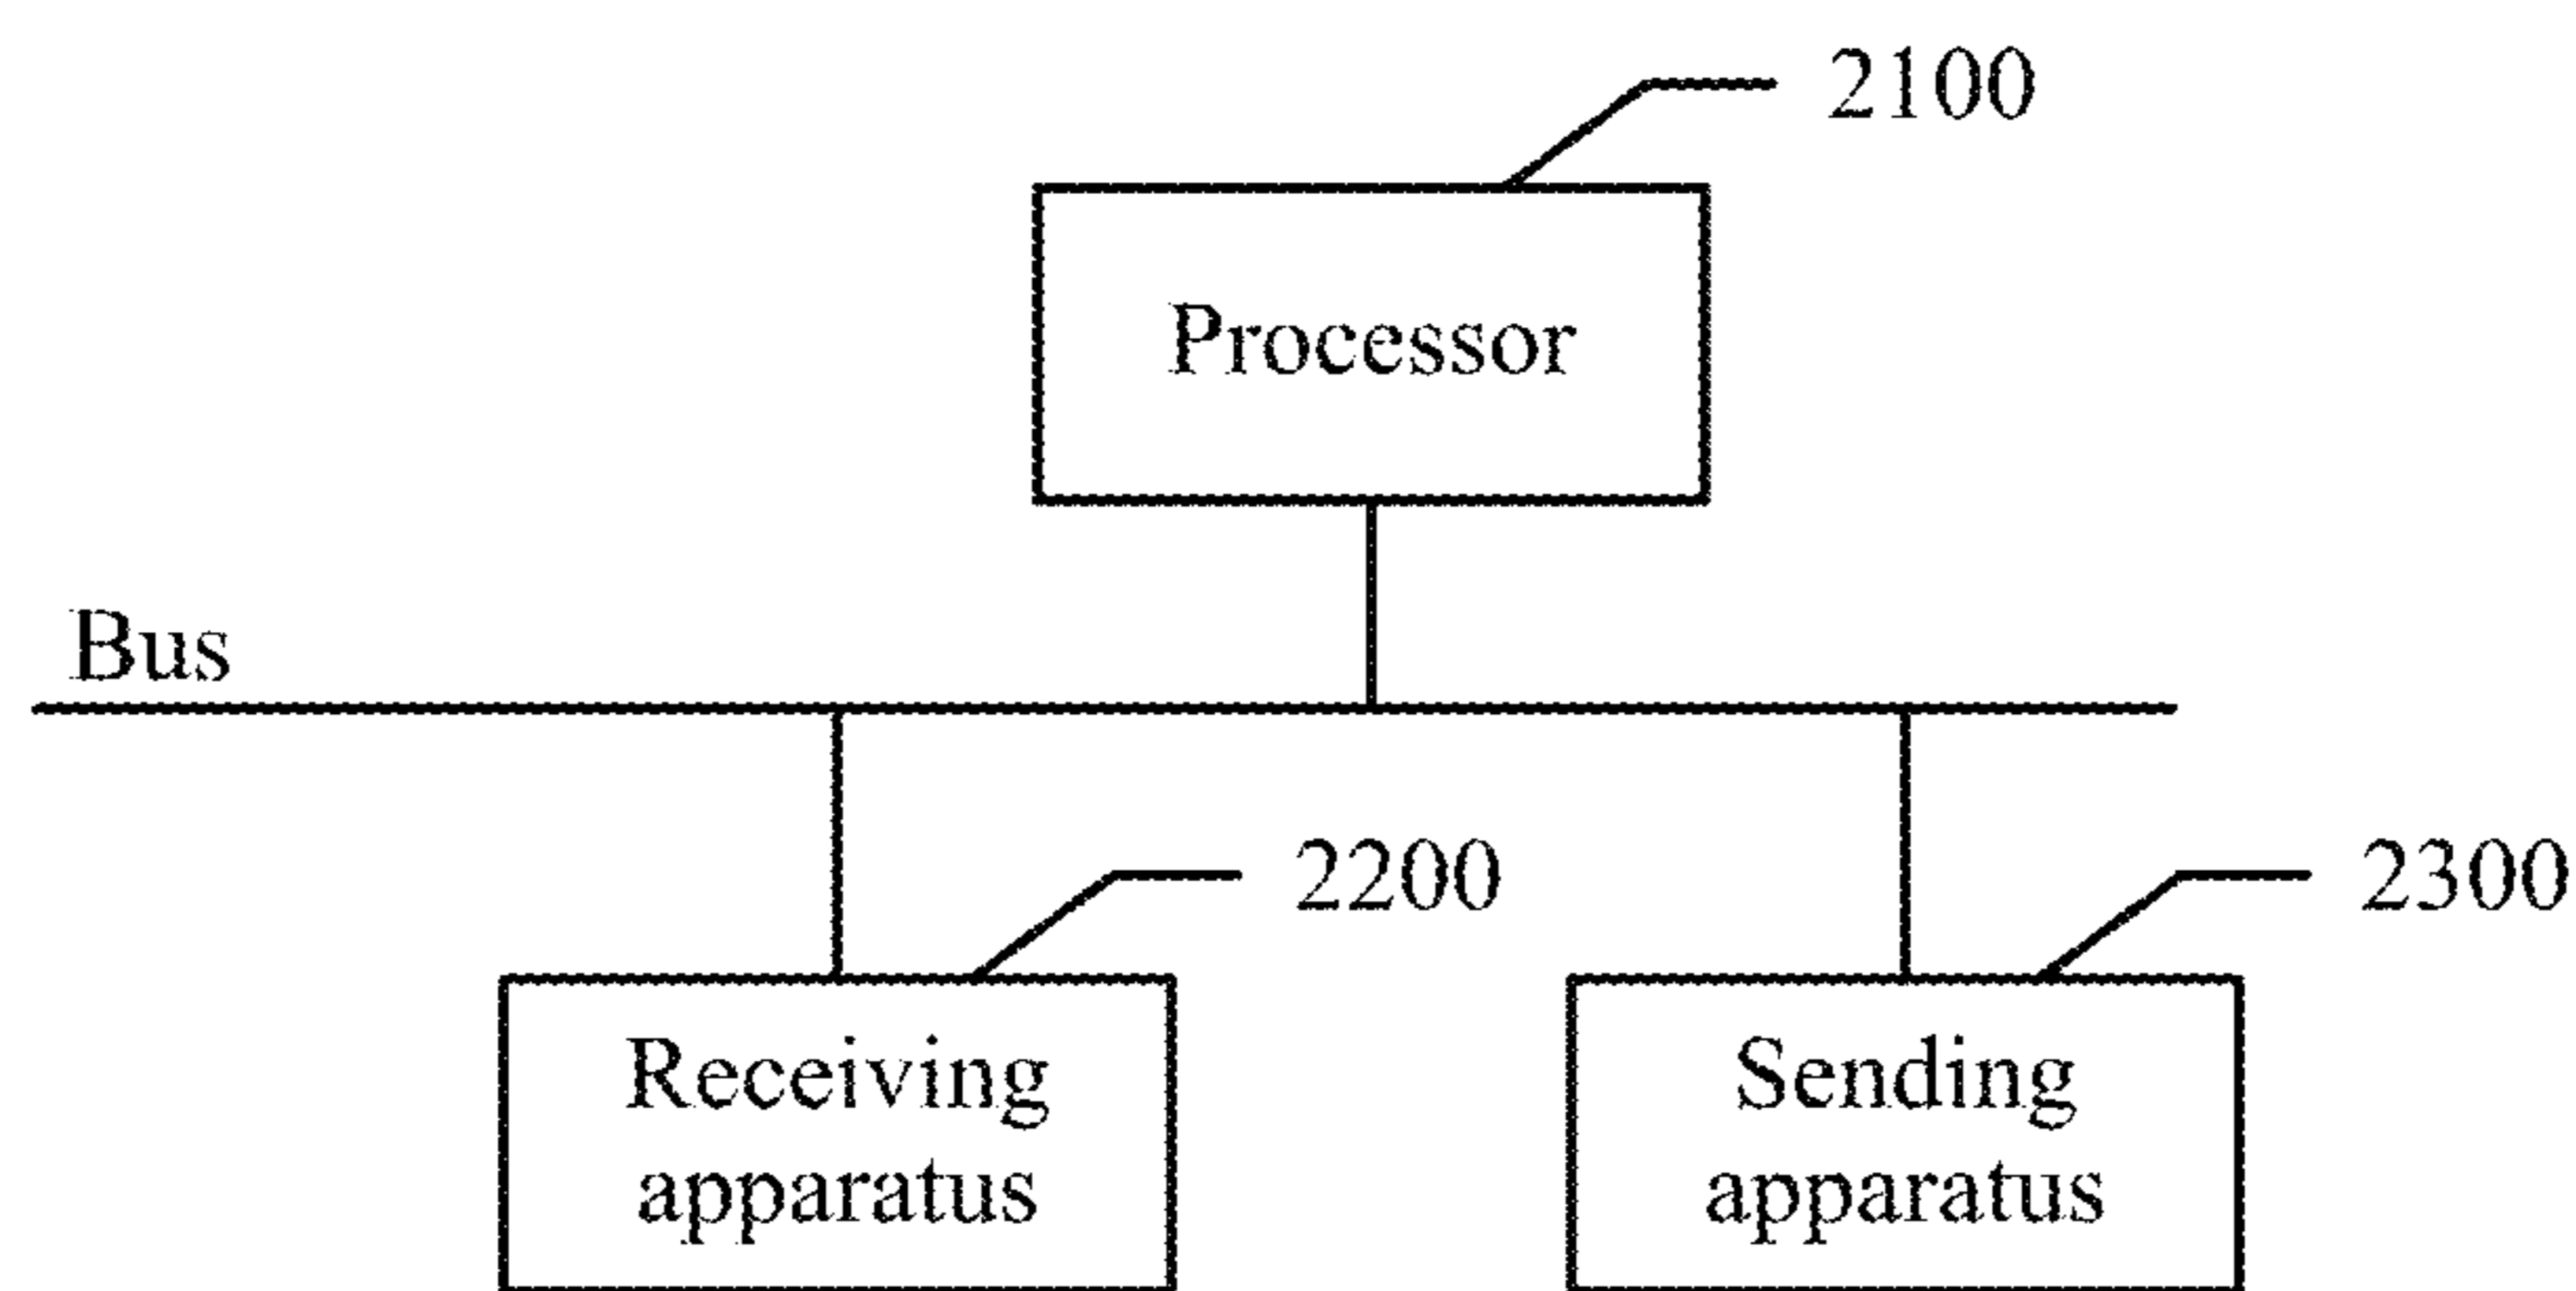 2100
Processor
Bus
2200
2300
Receiving
apparatus
Sending
apparatus